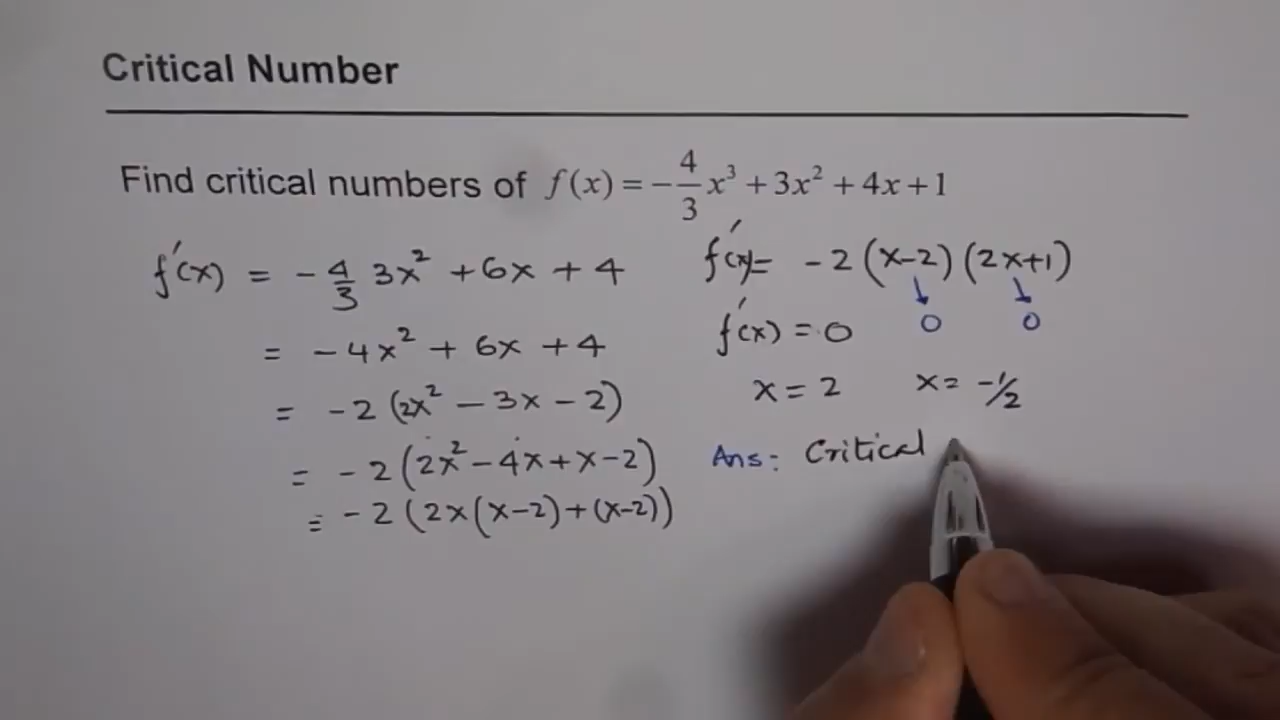 Critical Number
Find critical numbers of f(x) = -4/3 x³ + 3x² + 4x + 1
f'(x) = -4/3 3x² + 6x + 4
= -4x² + 6x + 4
= -2 (2x² - 3x - 2)
= -2 (2x² - 4x + x - 2)
= -2 (2x(x-2) + (x-2))
f'(x) = -2 (x-2) (2x+1)
0 0
f'(x) = 0
x = 2 x = -1/2
Ans: Critical